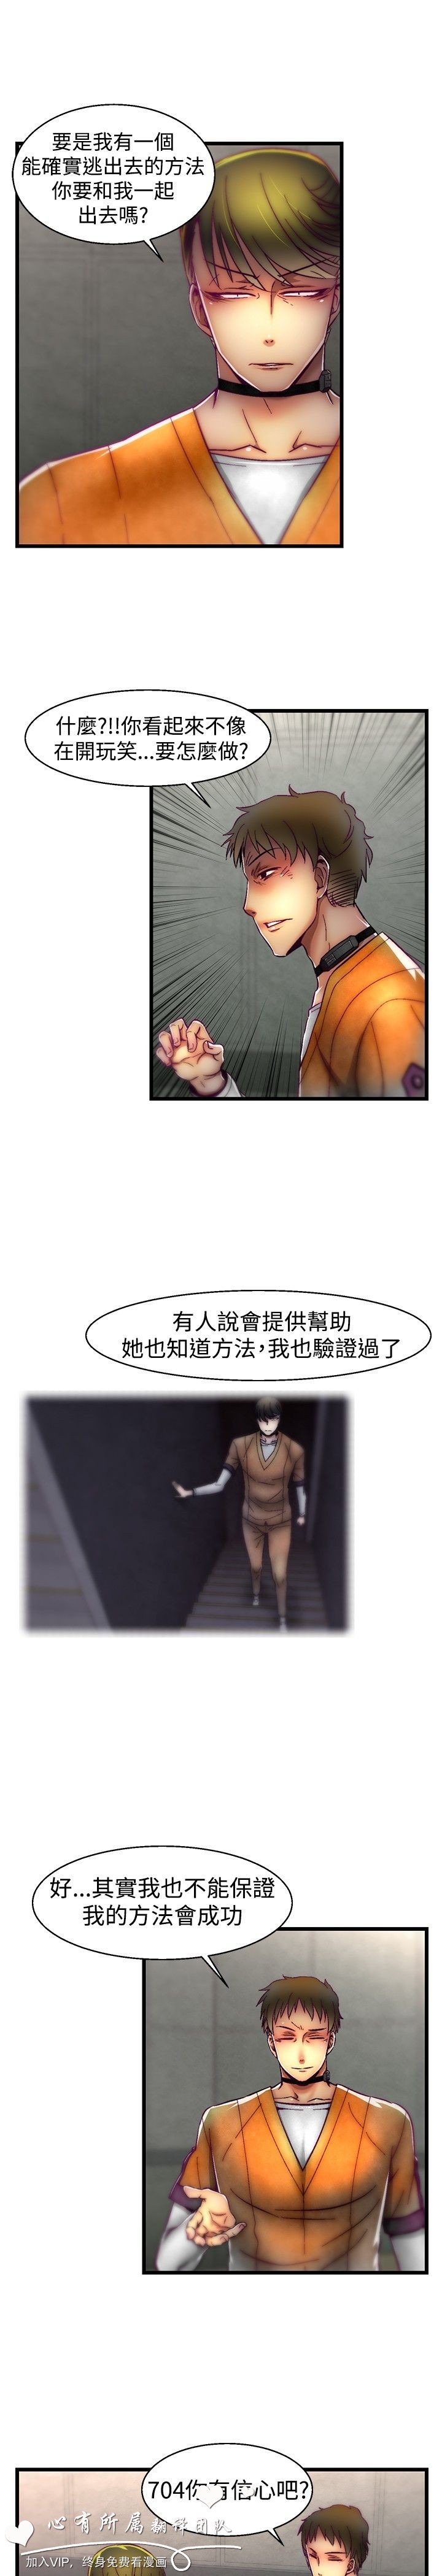 要是我有一個
能確實逃出去的方法
你要和我一起
出去嗎?
什麼?!!你看起來不像
在開玩笑...要怎麼做?
有人說會提供幫助
她也知道方法,我也驗證過了
好...其實我也不能保證
我的方法會成功
704你有信心吧?
心有所属翻译团队
加入VIP，终身免费看漫画